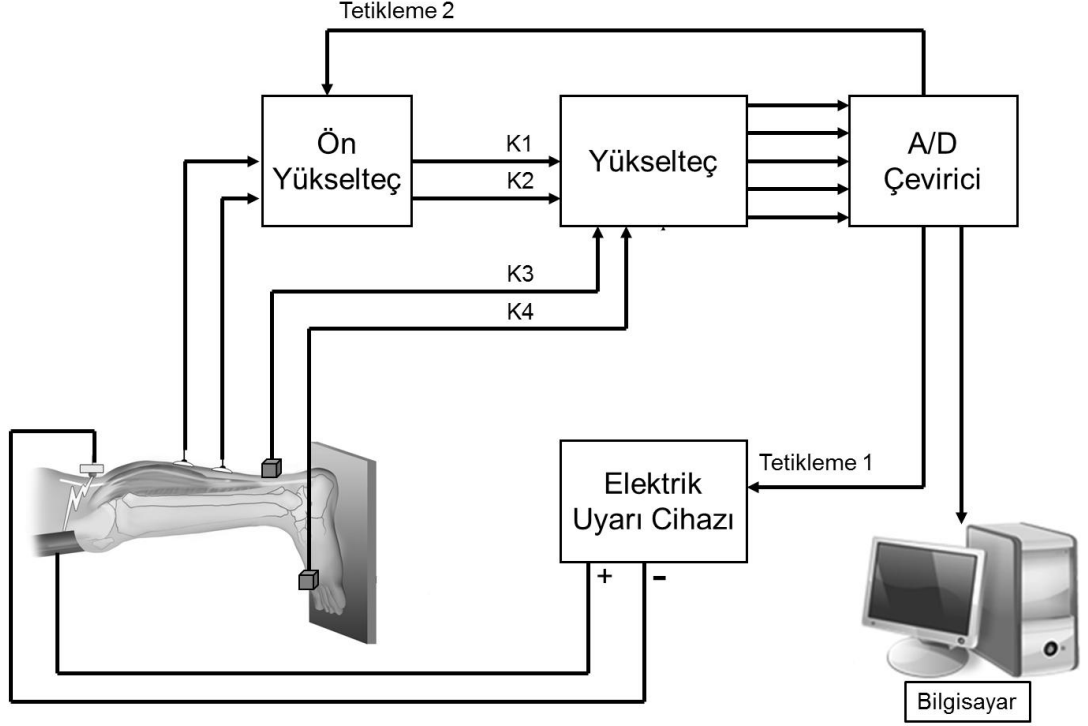 Tetikleme 2
Ön
Yükselteç
K1
K2
Yükselteç
A/D
Çevirici
K3
K4
Tetikleme 1
Elektrik
Uyarı Cihazı
+ -
Bilgisayar